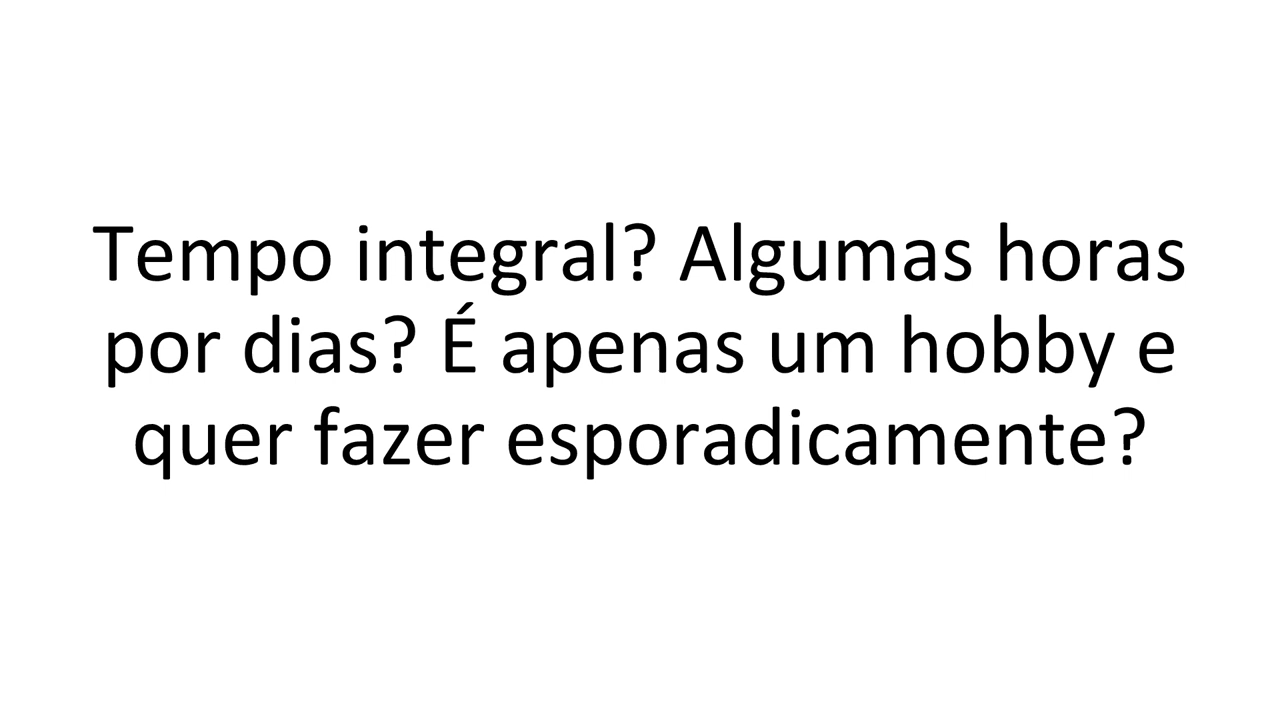 Tempo integral? Algumas horas
por dias? É apenas um hobby e
quer fazer esporadicamente?